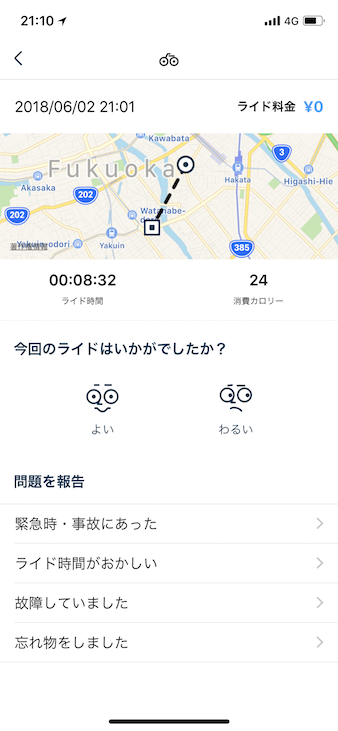 21:10
4G
2018/06/02 21:01
ライド料金 ¥0
Kawabata
3
Fukuoka
Akasaka
202
Hakata
Higashi-Hie
202
Watanabe-
dori
Yakuin-odori
Yakuin
385
著作権情報
00:08:32
24
ライド時間
消費カロリー
今回のライドはいかがでしたか？
よい
わるい
問題を報告
緊急時・事故にあった
ライド時間がおかしい
故障していました
忘れ物をしました